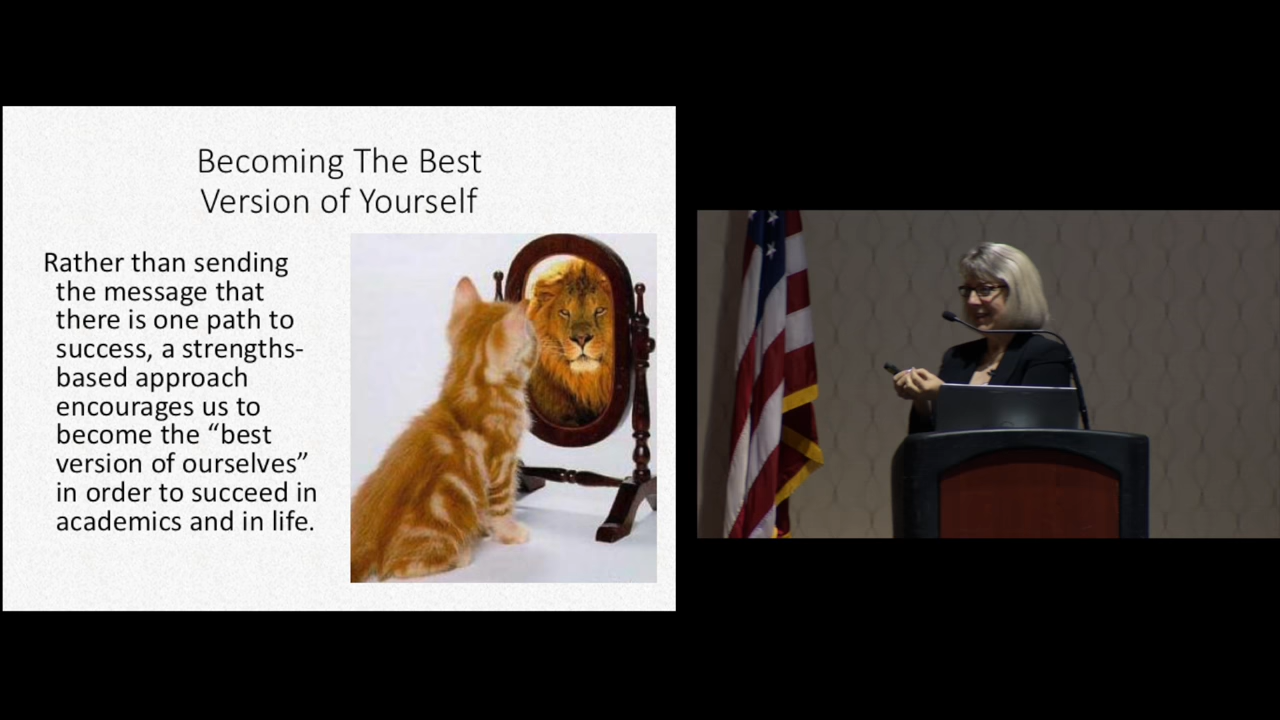 Becoming The Best
Version of Yourself
Rather than sending
the message that
there is one path to
success, a strengths-
based approach
encourages us to
become the “best
version of ourselves”
in order to succeed in
academics and in life.